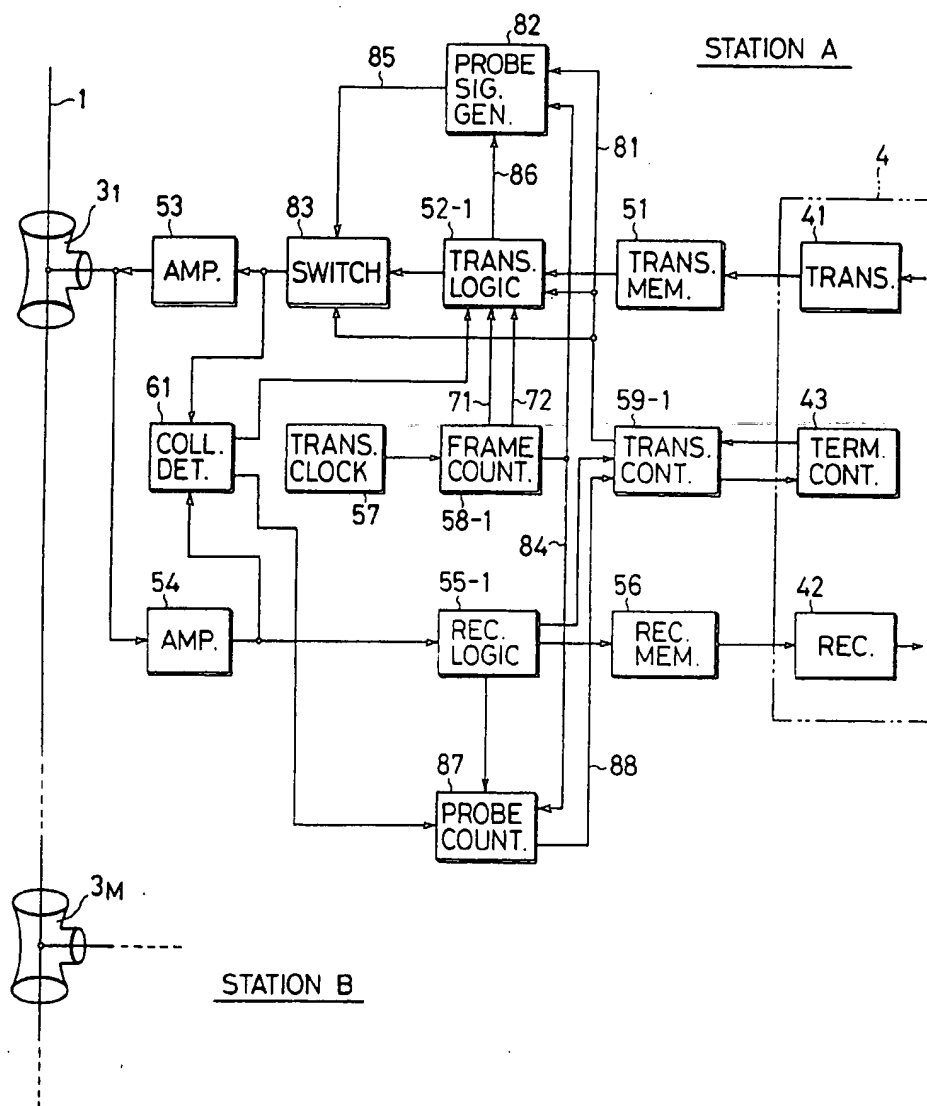 82
STATION A
85
PROBE
SIG.
GEN.
1
81
86
4
3₁
53
83
52-1
51
41
AMP.
SWITCH
TRANS.
LOGIC
TRANS.
MEM.
TRANS.
61
71
72
59-1
43
COLL.
DET.
TRANS.
CLOCK
FRAME
COUNT.
TRANS.
CONT.
TERM.
CONT.
57
58-1
84
54
55-1
56
42
AMP.
REC.
LOGIC
REC.
MEM.
REC.
87
88
PROBE
COUNT.
3M
STATION B